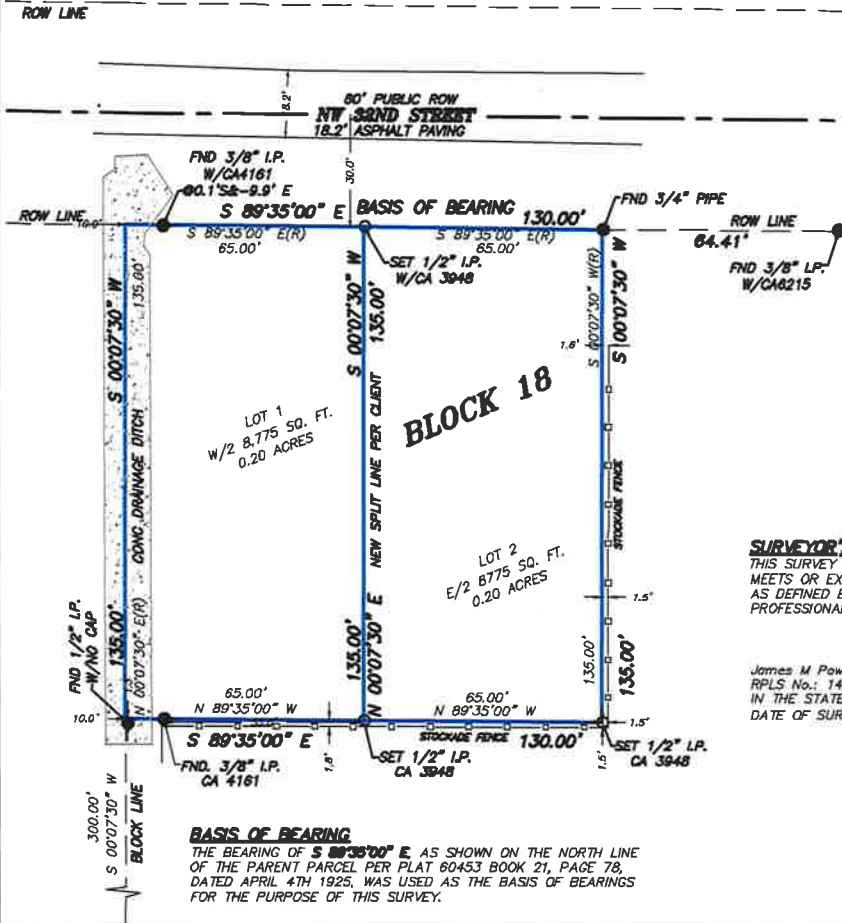 ROW LINE
8.2'
60' PUBLIC ROW
NW 32ND STREET
18.2' ASPHALT PAVING
FND 3/8" I.P.
W/CA4161
@0.1'S&-9.9' E
30.0'
ROW LINE
10.0'
S 89°35'00" E
BASIS OF BEARING
130.00'
FND 3/4" PIPE
ROW LINE
64.41'
FND 3/8" I.P.
W/CA6215
S 89°35'00" E(R)
65.00'
S 89°35'00" E(R)
65.00'
SET 1/2" I.P.
W/CA 3948
S 00°07'30" W
135.00'
S 00°07'30" W
135.00'
S 00°07'30" W(R)
S 00°07'30" W
1.6'
BLOCK 18
LOT 1
W/2 8,775 SQ. FT.
0.20 ACRES
CONC DRAINAGE DITCH
NEW SPLIT LINE PER CLIENT
STOCKADE FENCE
LOT 2
E/2 8775 SQ. FT.
0.20 ACRES
1.5'
SURVEYOR'
THIS SURVEY
MEETS OR EX
AS DEFINED
PROFESSIONA
FND 1/2" I.P.
W/NO CAP
135.00'
N 00°07'30" E(R)
135.00'
N 00°07'30" E
135.00'
135.00'
James M Pow
RPLS No.: 14
IN THE STATE
DATE OF SUR
10.0'
65.00'
N 89°35'00" W
65.00'
N 89°35'00" W
1.5'
S 89°35'00" E
STOCKADE FENCE
130.00'
1.8'
1.5'
FND. 3/8" I.P.
CA 4161
SET 1/2" I.P.
CA 3948
SET 1/2" I.P.
CA 3948
300.00'
S 00°07'30" W
BLOCK LINE
BASIS OF BEARING
THE BEARING OF S 89°35'00" E, AS SHOWN ON THE NORTH LINE
OF THE PARENT PARCEL PER PLAT 60453 BOOK 21, PAGE 78,
DATED APRIL 4TH 1925, WAS USED AS THE BASIS OF BEARINGS
FOR THE PURPOSE OF THIS SURVEY.